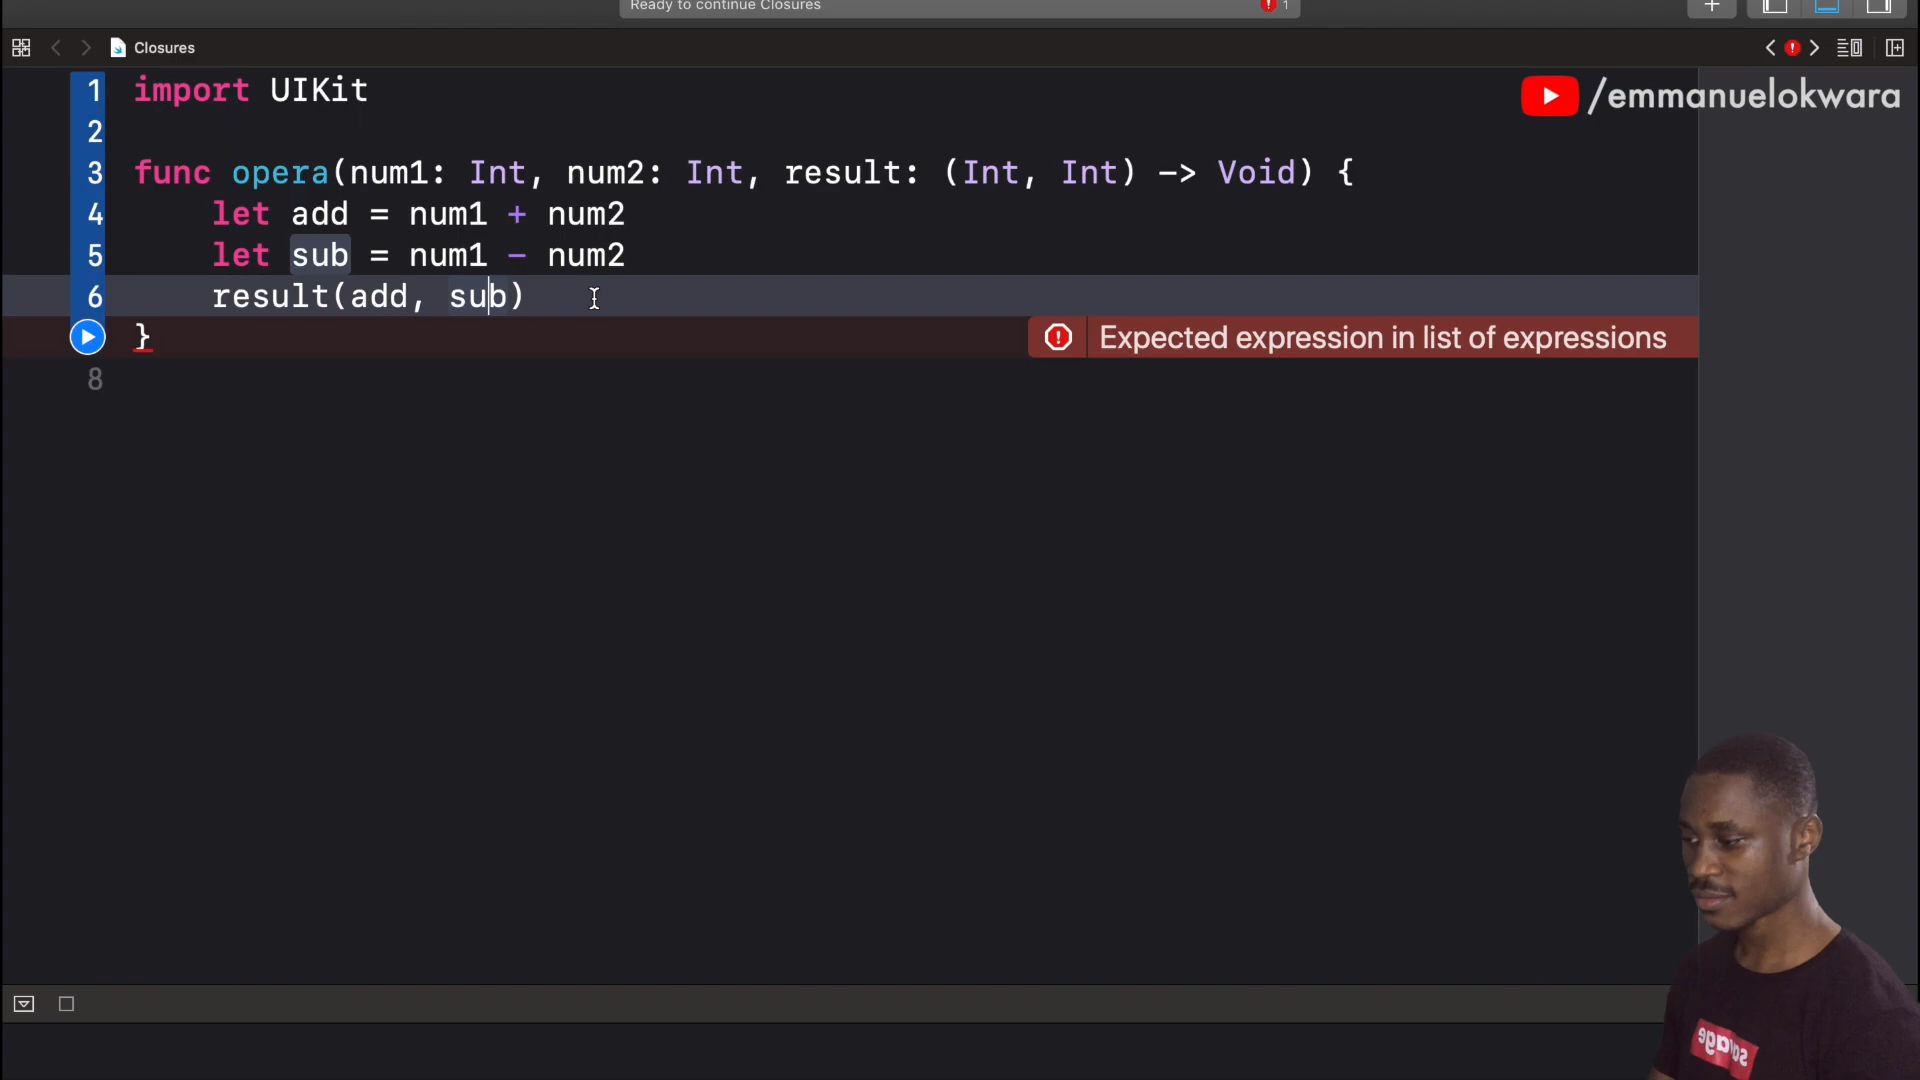 Ready to continue Closures
1
Closures
/emmanuelokwara
1 import UIKit
2
3 func opera(num1: Int, num2: Int, result: (Int, Int) -> Void) {
4 let add = num1 + num2
5 let sub = num1 - num2
6 result(add, sub)
} Expected expression in list of expressions
8